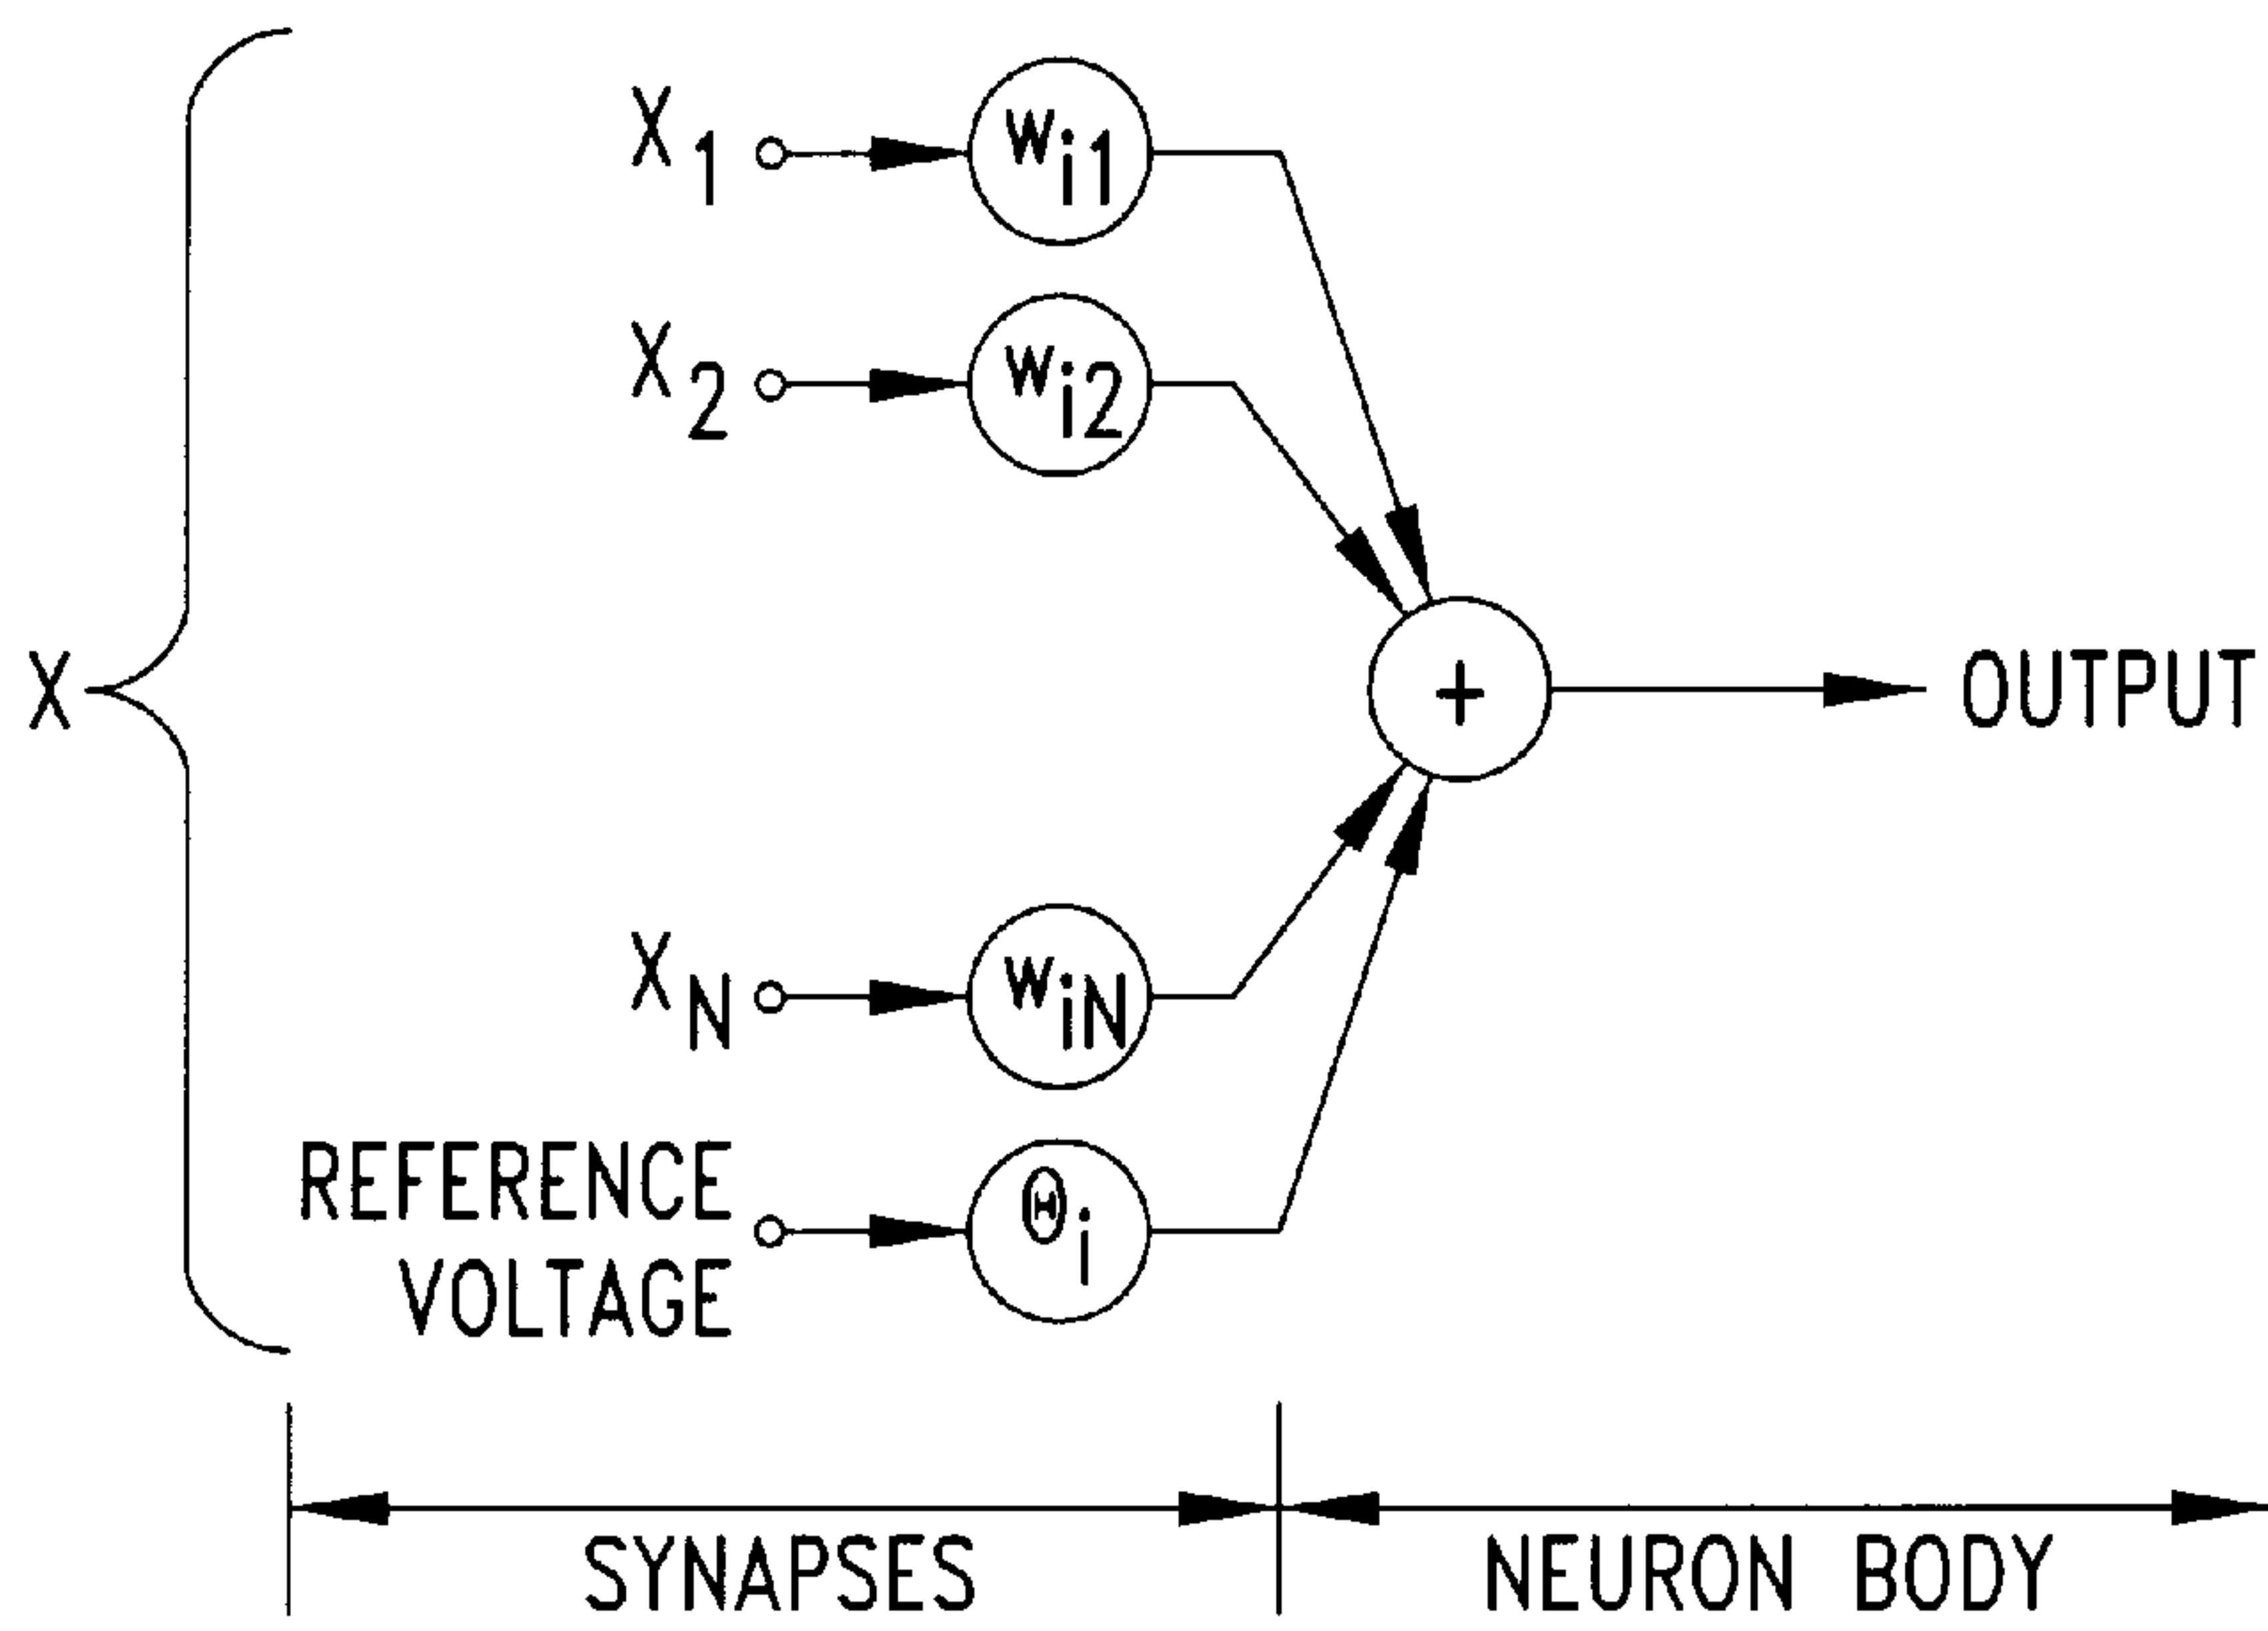 X
X1
wi1
X2
wi2
+
OUTPUT
XN
wiN
REFERENCE
VOLTAGE
Θi
SYNAPSES
NEURON BODY